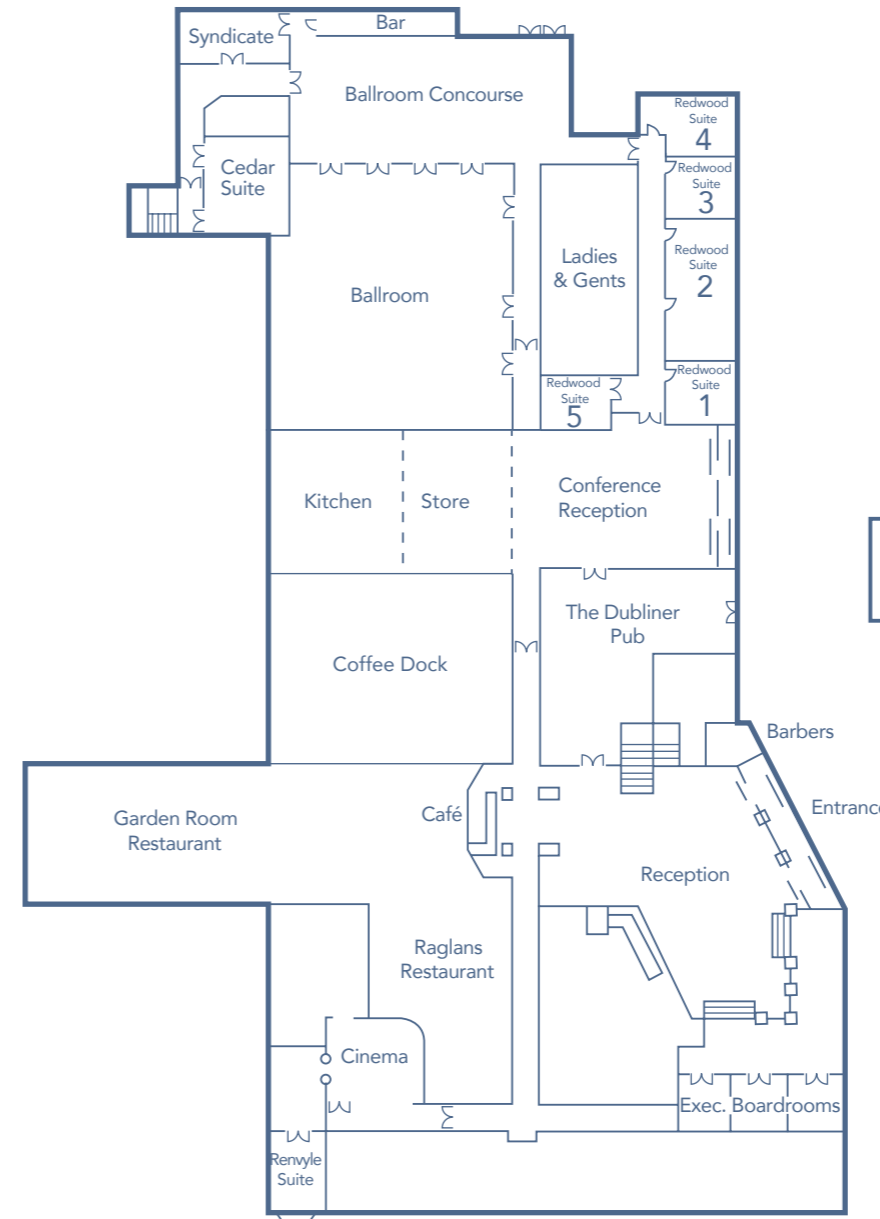 Syndicate
Bar
Ballroom Concourse
Redwood
Suite
4
Cedar
Suite
Redwood
Suite
3
Ladies
& Gents
Redwood
Suite
2
Ballroom
Redwood
Suite
1
Redwood
Suite
5
Kitchen
Store
Conference
Reception
The Dubliner
Pub
Coffee Dock
Barbers
Garden Room
Restaurant
Café
Entrance
Reception
Raglans
Restaurant
Cinema
Exec. Boardrooms
Renvyle
Suite